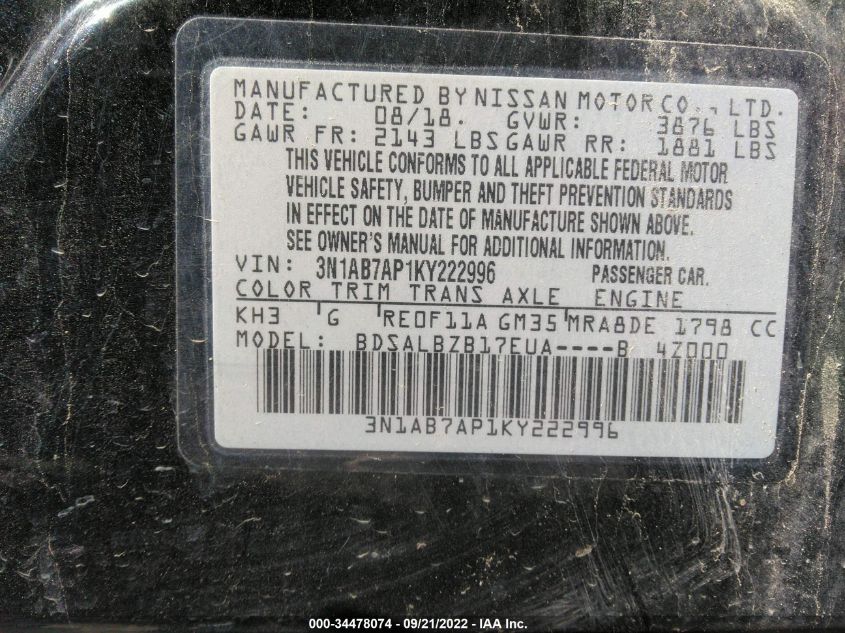 MANUFACTURED BY NISSAN MOTOR CO., LTD.
DATE: 08/18. GVWR: 3876 LBS
GAWR FR: 2143 LBS GAWR RR: 1881 LBS
THIS VEHICLE CONFORMS TO ALL APPLICABLE FEDERAL MOTOR
VEHICLE SAFETY, BUMPER AND THEFT PREVENTION STANDARDS
IN EFFECT ON THE DATE OF MANUFACTURE SHOWN ABOVE.
SEE OWNER'S MANUAL FOR ADDITIONAL INFORMATION.
VIN: 3N1AB7AP1KY222996 PASSENGER CAR.
COLOR TRIM TRANS AXLE ENGINE
KH3 G RE0F11A GM35 MRA8DE 1798 CC
MODEL: BDSALBZB17EUA----B 4Z000
3N1AB7AP1KY222996
000-34478074 - 09/21/2022 - IAA Inc.